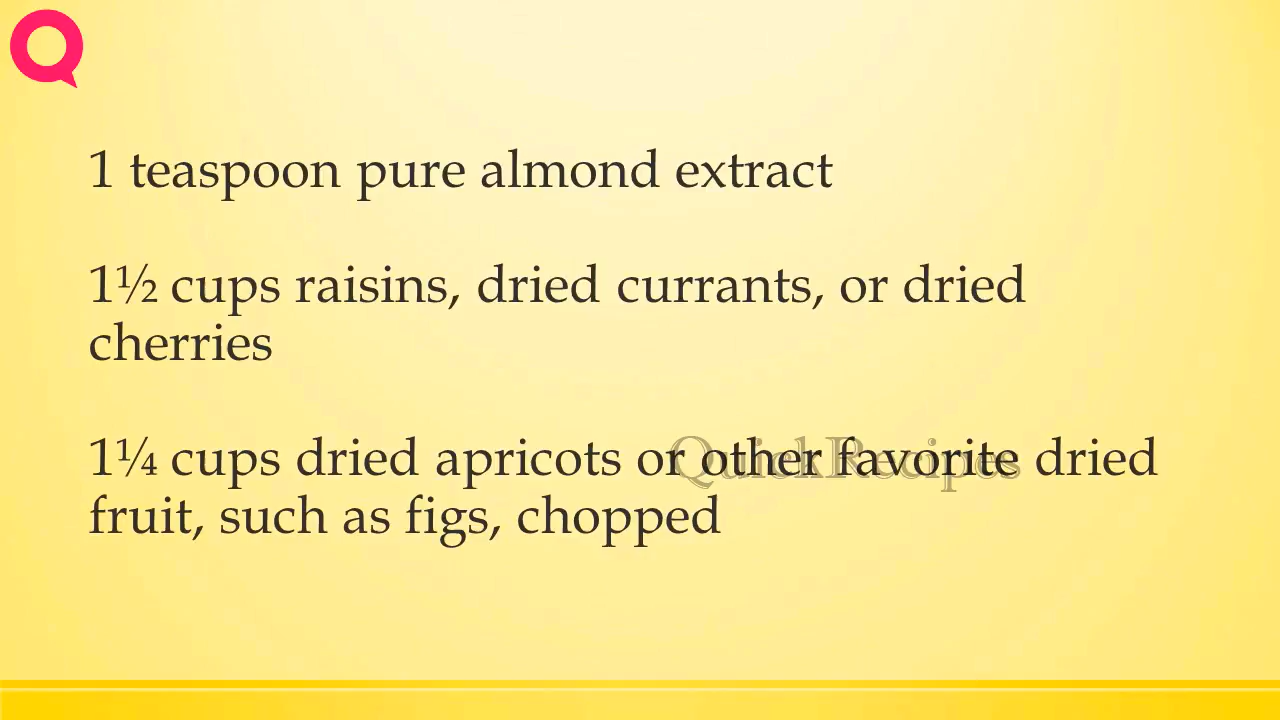 1 teaspoon pure almond extract
1½ cups raisins, dried currants, or dried
cherries
1¼ cups dried apricots or other favorite dried
fruit, such as figs, chopped
QuickRecipes